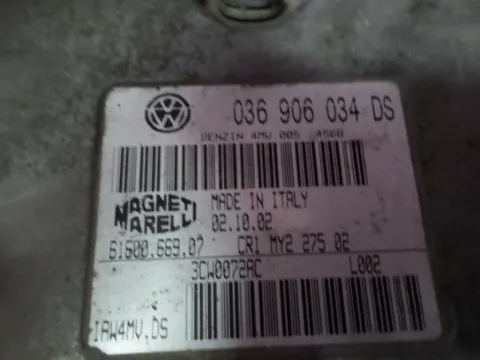 036 906 034 DS
BENZIN 4MV 005 4568
MAGNETI MADE IN ITALY
MARELLI 02.10.02
61600.669.07 CR1 MY2 275 02
3CW0072AC L002
IAW4MV.DS